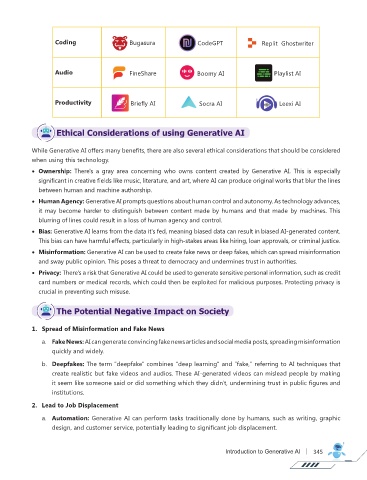 Coding Bugasura CodeGPT Replit Ghostwriter
Audio FineShare Boomy AI Playlist AI
Productivity Briefly AI Socra AI Leexi AI
Ethical Considerations of using Generative AI
While Generative AI offers many benefits, there are also several ethical considerations that should be considered
when using this technology.
• Ownership: There's a gray area concerning who owns content created by Generative AI. This is especially
significant in creative fields like music, literature, and art, where AI can produce original works that blur the lines
between human and machine authorship.
• Human Agency: Generative AI prompts questions about human control and autonomy. As technology advances,
it may become harder to distinguish between content made by humans and that made by machines. This
blurring of lines could result in a loss of human agency and control.
• Bias: Generative AI learns from the data it's fed, meaning biased data can result in biased AI-generated content.
This bias can have harmful effects, particularly in high-stakes areas like hiring, loan approvals, or criminal justice.
• Misinformation: Generative AI can be used to create fake news or deep fakes, which can spread misinformation
and sway public opinion. This poses a threat to democracy and undermines trust in authorities.
• Privacy: There's a risk that Generative AI could be used to generate sensitive personal information, such as credit
card numbers or medical records, which could then be exploited for malicious purposes. Protecting privacy is
crucial in preventing such misuse.
The Potential Negative Impact on Society
1. Spread of Misinformation and Fake News
a. Fake News: AI can generate convincing fake news articles and social media posts, spreading misinformation
quickly and widely.
b. Deepfakes: The term "deepfake" combines "deep learning" and "fake," referring to AI techniques that
create realistic but fake videos and audios. These AI-generated videos can mislead people by making
it seem like someone said or did something which they didn't, undermining trust in public figures and
institutions.
2. Lead to Job Displacement
a. Automation: Generative AI can perform tasks traditionally done by humans, such as writing, graphic
design, and customer service, potentially leading to significant job displacement.
Introduction to Generative AI | 345